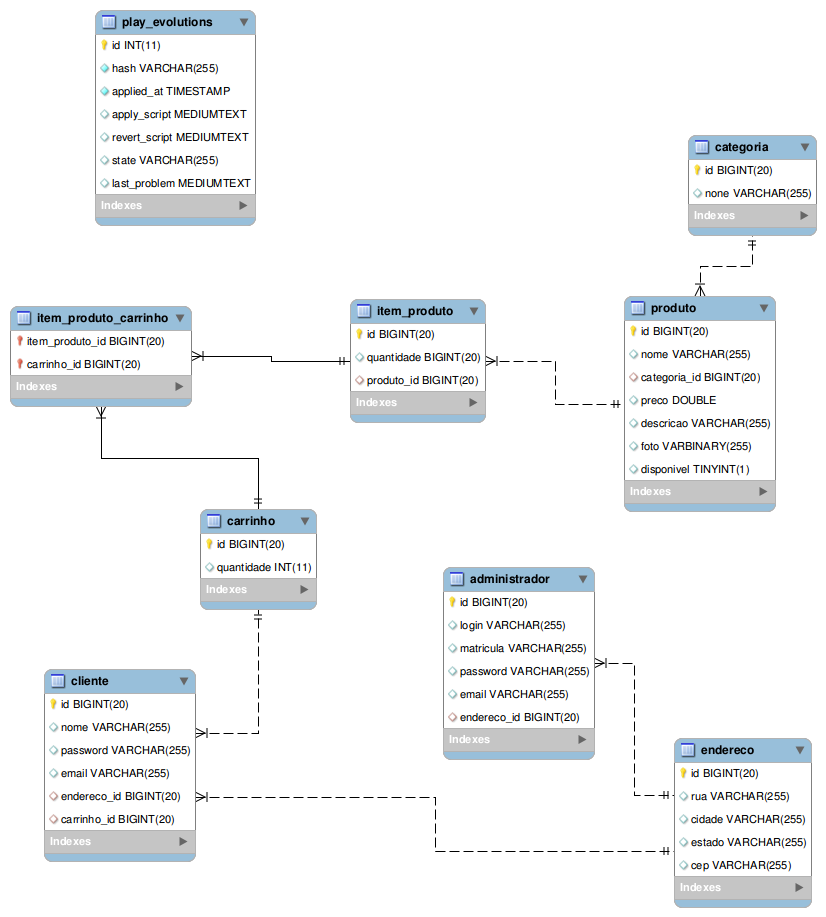 play_evolutions
id INT(11)
hash VARCHAR(255)
applied_at TIMESTAMP
apply_script MEDIUMTEXT
revert_script MEDIUMTEXT
state VARCHAR(255)
last_problem MEDIUMTEXT
Indexes
categoria
id BIGINT(20)
none VARCHAR(255)
Indexes
item_produto_carrinho
item_produto_id BIGINT(20)
carrinho_id BIGINT(20)
Indexes
item_produto
id BIGINT(20)
quantidade BIGINT(20)
produto_id BIGINT(20)
Indexes
produto
id BIGINT(20)
nome VARCHAR(255)
categoria_id BIGINT(20)
preco DOUBLE
descricao VARCHAR(255)
foto VARBINARY(255)
disponivel TINYINT(1)
Indexes
carrinho
id BIGINT(20)
quantidade INT(11)
Indexes
administrador
id BIGINT(20)
login VARCHAR(255)
matricula VARCHAR(255)
password VARCHAR(255)
email VARCHAR(255)
endereco_id BIGINT(20)
Indexes
cliente
id BIGINT(20)
nome VARCHAR(255)
password VARCHAR(255)
email VARCHAR(255)
endereco_id BIGINT(20)
carrinho_id BIGINT(20)
Indexes
endereco
id BIGINT(20)
rua VARCHAR(255)
cidade VARCHAR(255)
estado VARCHAR(255)
cep VARCHAR(255)
Indexes